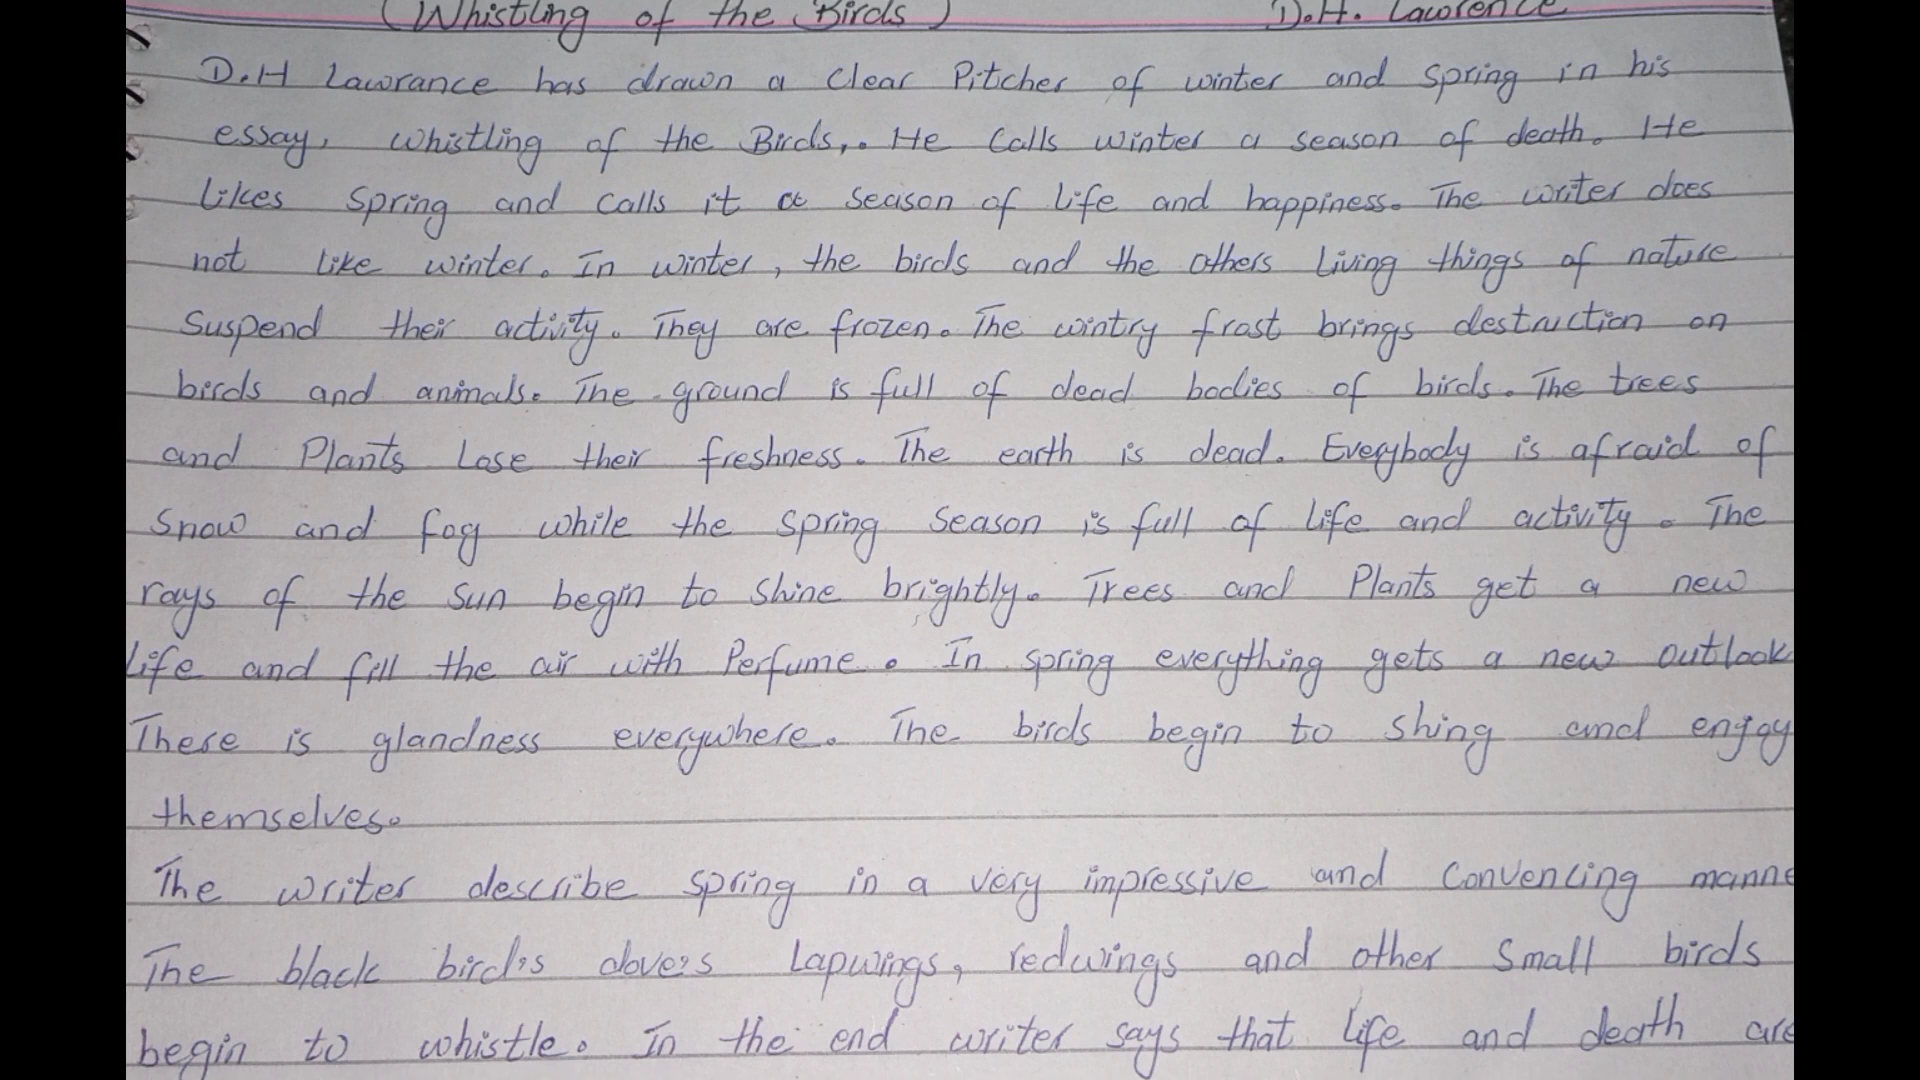 (Whistling of the Birds) D.H. Lawrence
D.H Lawrance has drawn a clear Pitcher of winter and spring in his
essay, whistling of the Birds,. He Calls winter a season of death. He
likes spring and calls it a season of life and happiness. The writer does
not like winter. In winter, the birds and the others living things of nature
Suspend their activity. They are frozen. The wintry frost brings destruction on
birds and animals. The ground is full of dead bodies of birds. The trees
and Plants lose their freshness. The earth is dead. Everybody is afraid of
snow and fog while the spring season is full of life and activity. The
rays of the sun begin to shine brightly. Trees and Plants get a new
life and fill the air with Perfume. In spring everything gets a new outlook
There is glandness everywhere. The birds begin to shing and engoy
themselves.
The writer describe spring in a very impressive and Convencing manne
The black bird,s dove,s Lapwings, redwings and other Small birds
begin to whistle. In the end writer says that life and death are